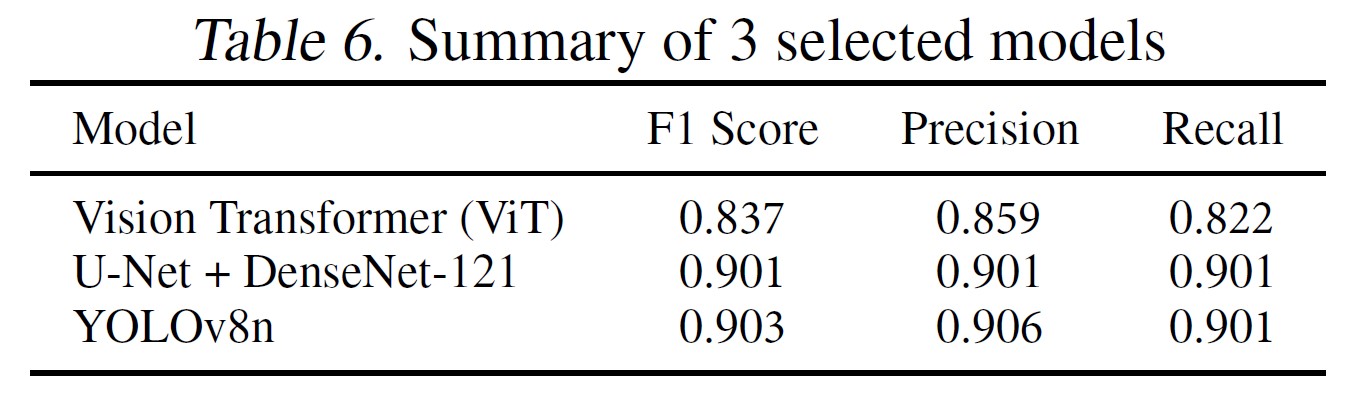 Table 6. Summary of 3 selected models
Model F1 Score Precision Recall
Vision Transformer (ViT) 0.837 0.859 0.822
U-Net + DenseNet-121 0.901 0.901 0.901
YOLOv8n 0.903 0.906 0.901